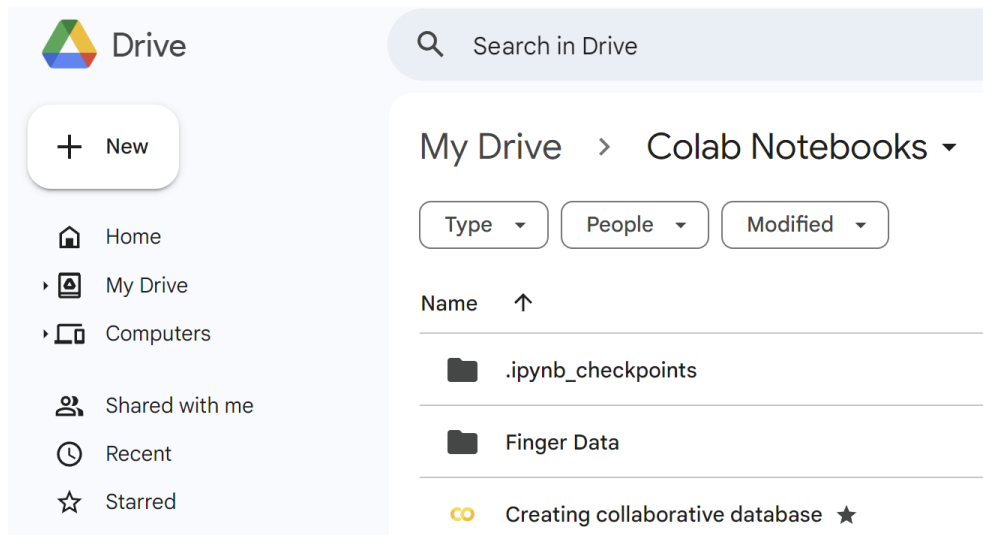 Drive
Search in Drive
New
My Drive
Colab Notebooks
Type
People
Modified
Home
My Drive
Computers
Shared with me
Recent
Starred
Name
.ipynb_checkpoints
Finger Data
Creating collaborative database